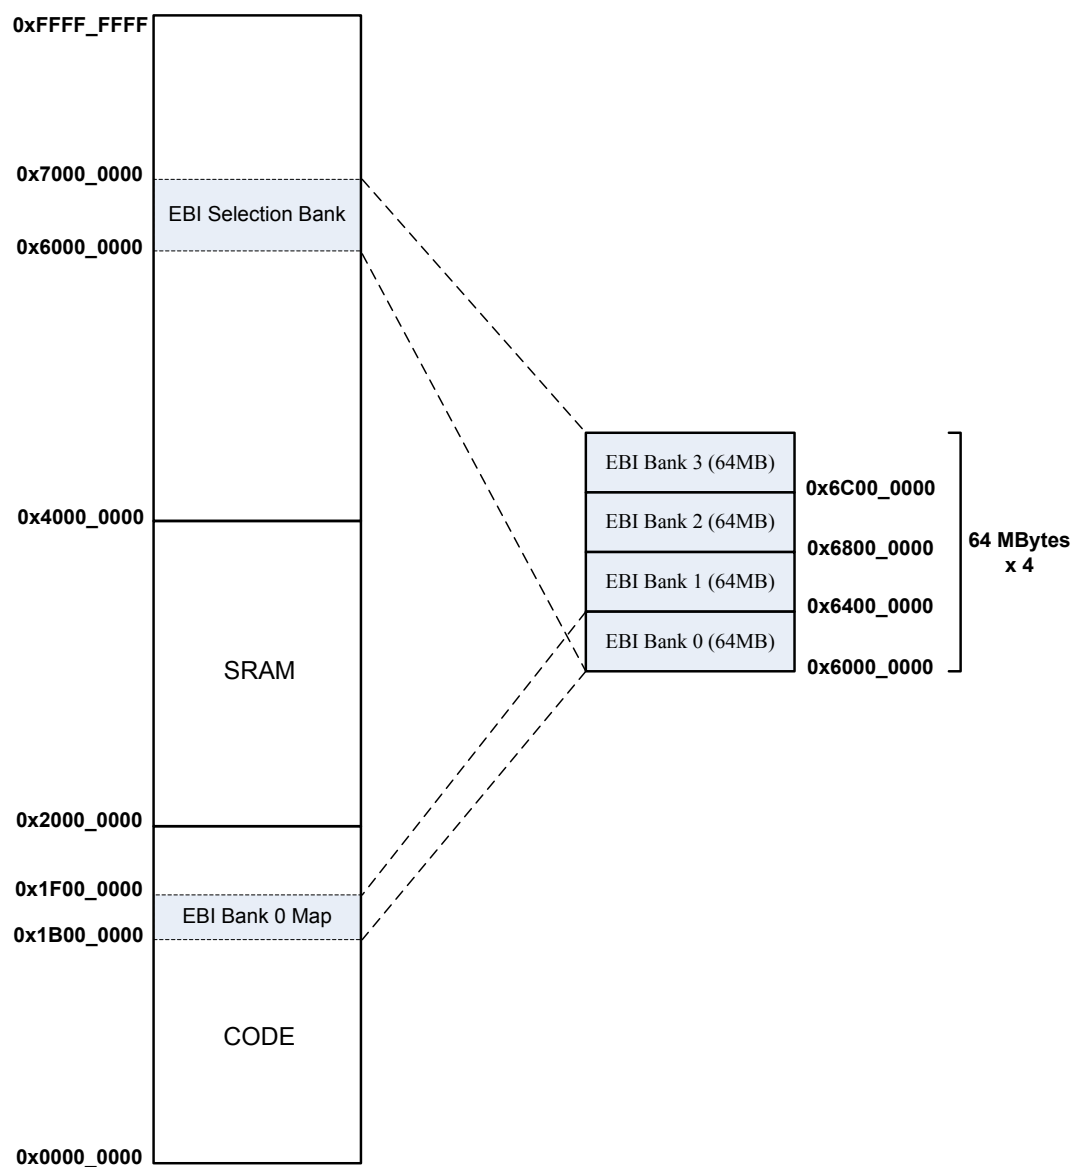 0xFFFF_FFFF
0x7000_0000
EBI Selection Bank
0x6000_0000
EBI Bank 3 (64MB)
0x6C00_0000
EBI Bank 2 (64MB)
0x4000_0000
64 MBytes
x 4
0x6800_0000
EBI Bank 1 (64MB)
0x6400_0000
EBI Bank 0 (64MB)
0x6000_0000
SRAM
0x2000_0000
0x1F00_0000
EBI Bank 0 Map
0x1B00_0000
CODE
0x0000_0000